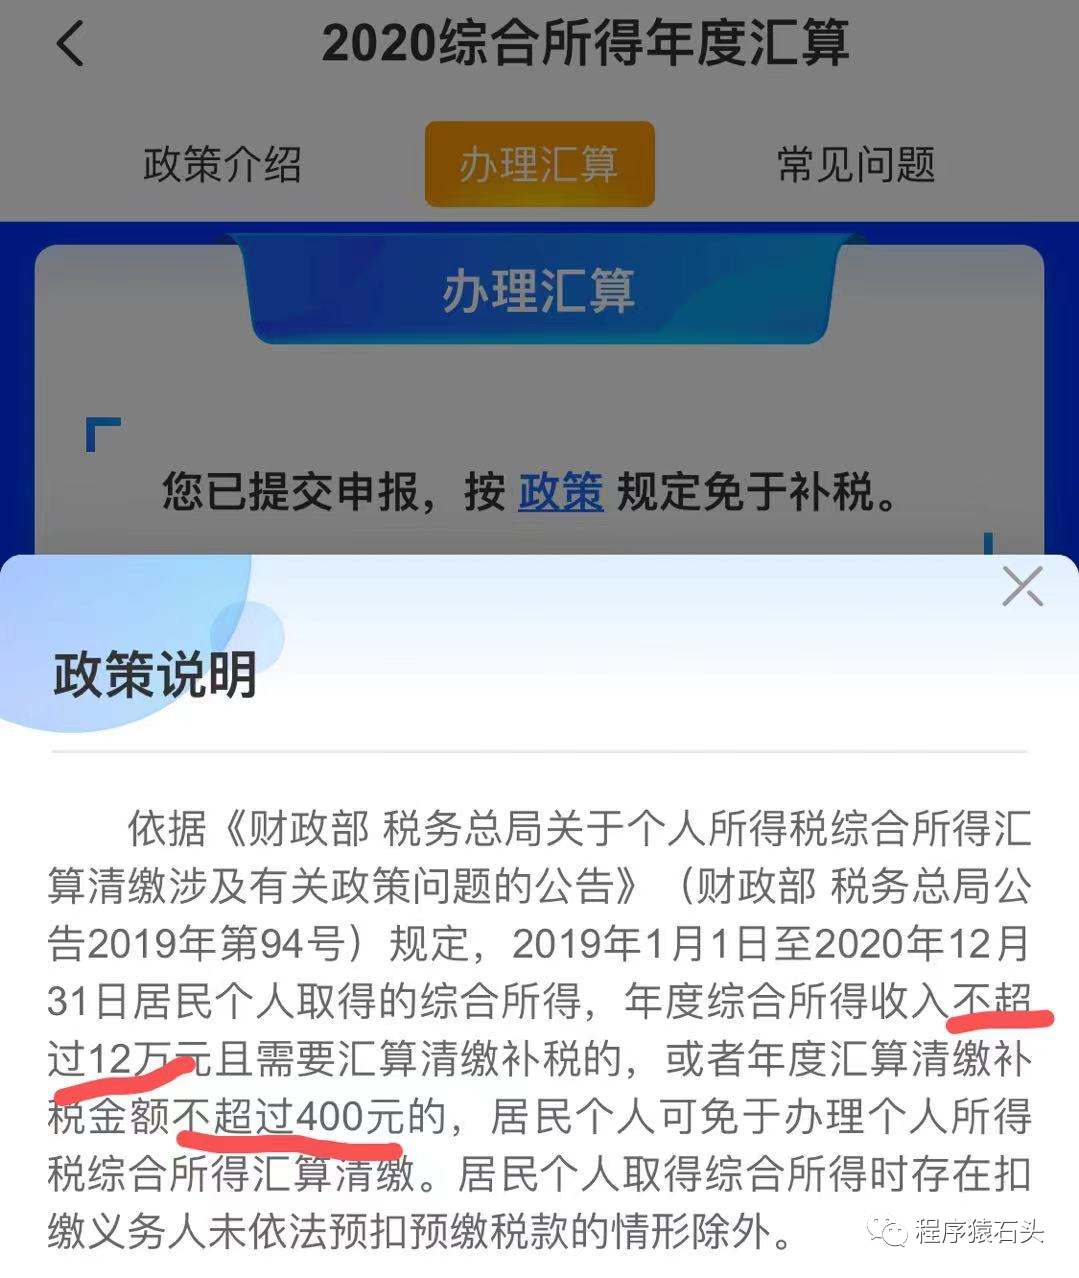 2020综合所得年度汇算
政策介绍
办理汇算
常见问题
办理汇算
您已提交申报，按 政策 规定免于补税。
政策说明
依据《财政部 税务总局关于个人所得税综合所得汇
算清缴涉及有关政策问题的公告》（财政部 税务总局公
告2019年第94号）规定，2019年1月1日至2020年12月
31日居民个人取得的综合所得，年度综合所得收入不超
过12万元且需要汇算清缴补税的，或者年度汇算清缴补
税金额不超过400元的，居民个人可免于办理个人所得
税综合所得汇算清缴。居民个人取得综合所得时存在扣
缴义务人未依法预扣预缴税款的情形除外。
程序猿石头